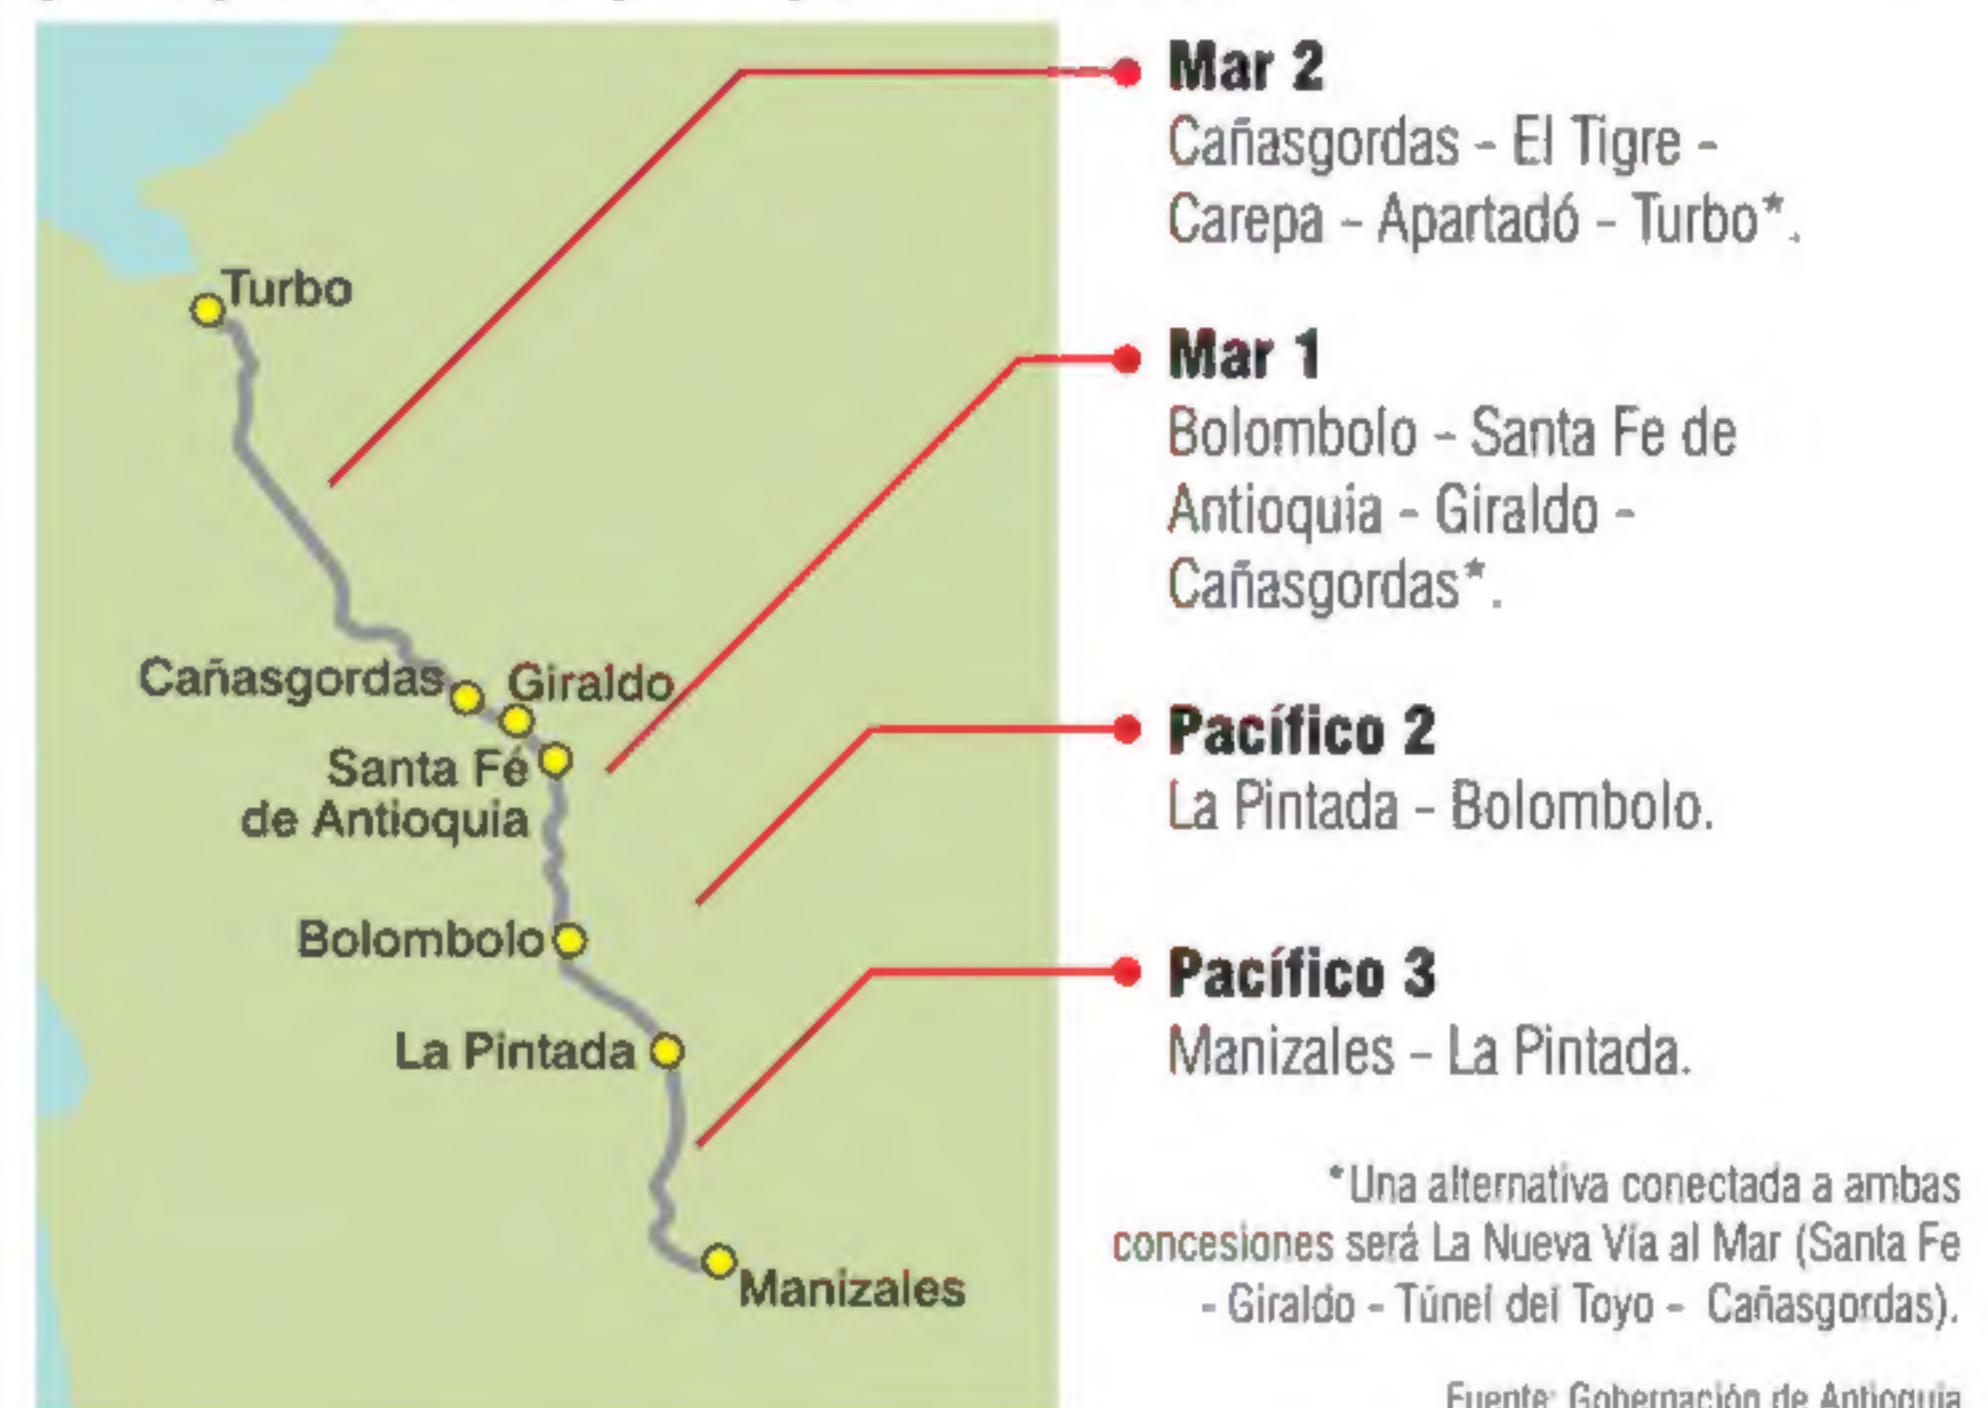 Mar 2
Cañasgordas - El Tigre -
Carepa - Apartadó - Turbo*.
Mar 1
Bolombolo - Santa Fe de
Antioquia - Giraldo -
Cañasgordas*.
Pacífico 2
La Pintada - Bolombolo.
Pacífico 3
Manizales - La Pintada.
*Una alternativa conectada a ambas
concesiones será La Nueva Vía al Mar (Santa Fe
- Giraldo - Túnel del Toyo - Cañasgordas).
Fuente: Gobernación de Antioquia
Turbo
Cañasgordas
Giraldo
Santa Fé
de Antioquia
Bolombolo
La Pintada
Manizales